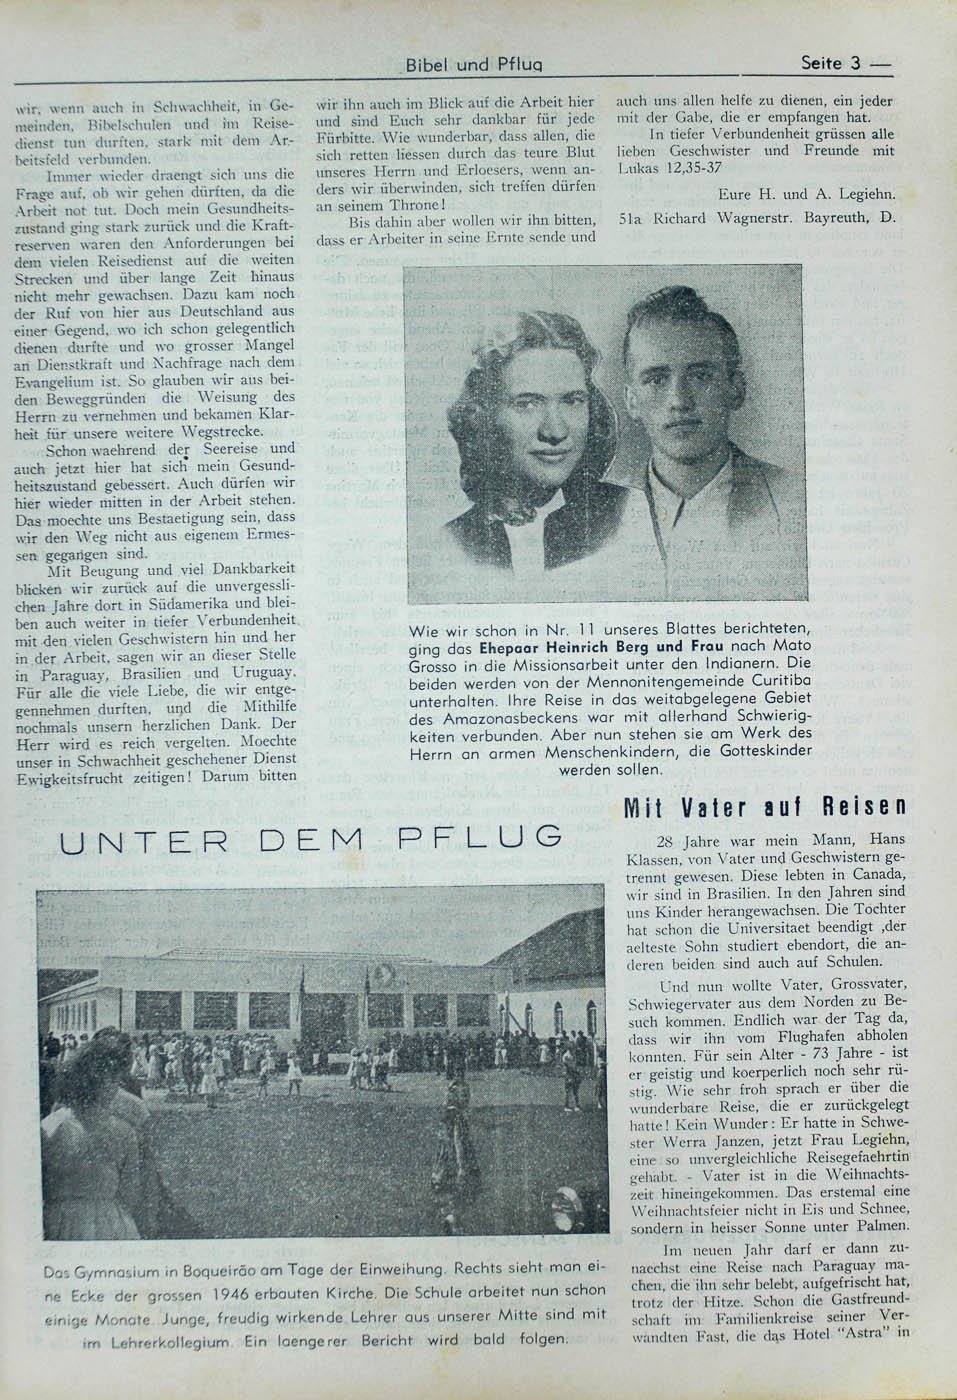 Bibel und Pflug
Seite 3 —
wir, wenn auch in Schwachheit, in Ge-
meinden, Bibelschulen und im Reise-
dienst tun durften, stark mit dem Ar-
beitsfeld verbunden.
Immer wieder draengt sich uns die
Frage auf, ob wir gehen dürften, da die
Arbeit not tut. Doch mein Gesundheits-
zustand ging stark zurück und die Kraft-
reserven waren den Anforderungen bei
dem vielen Reisedienst auf die weiten
Strecken und über lange Zeit hinaus
nicht mehr gewachsen. Dazu kam noch
der Ruf von hier aus Deutschland aus
einer Gegend, wo ich schon gelegentlich
dienen durfte und wo grosser Mangel
an Dienstkraft und Nachfrage nach dem
Evangelium ist. So glauben wir aus bei-
den Beweggründen die Weisung des
Herrn zu vernehmen und bekamen Klar-
heit für unsere weitere Wegstrecke.
Schon waehrend der Seereise und
auch jetzt hier hat sich mein Gesund-
heitszustand gebessert. Auch dürfen wir
hier wieder mitten in der Arbeit stehen.
Das moechte uns Bestaetigung sein, dass
wir den Weg nicht aus eigenem Ermes-
sen gegangen sind.
Mit Beugung und viel Dankbarkeit
blicken wir zurück auf die unvergessli-
chen Jahre dort in Südamerika und blei-
ben auch weiter in tiefer Verbundenheit
mit den vielen Geschwistern hin und her
in der Arbeit, sagen wir an dieser Stelle
in Paraguay, Brasilien und Uruguay.
Für alle die viele Liebe, die wir entge-
gennehmen durften, und die Mithilfe
nochmals unsern herzlichen Dank. Der
Herr wird es reich vergelten. Moechte
unser in Schwachheit geschehener Dienst
Ewigkeitsfrucht zeitigen! Darum bitten
wir ihn auch im Blick auf die Arbeit hier
und sind Euch sehr dankbar für jede
Fürbitte. Wie wunderbar, dass allen, die
sich retten liessen durch das teure Blut
unseres Herrn und Erloesers, wenn an-
ders wir überwinden, sich treffen dürfen
an seinem Throne!
Bis dahin aber wollen wir ihn bitten,
dass er Arbeiter in seine Ernte sende und
auch uns allen helfe zu dienen, ein jeder
mit der Gabe, die er empfangen hat.
In tiefer Verbundenheit grüssen alle
lieben Geschwister und Freunde mit
Lukas 12,35-37
Eure H. und A. Legiehn.
51a Richard Wagnerstr. Bayreuth, D.
Wie wir schon in Nr. 11 unseres Blattes berichteten,
ging das Ehepaar Heinrich Berg und Frau nach Mato
Grosso in die Missionsarbeit unter den Indianern. Die
beiden werden von der Mennonitengemeinde Curitiba
unterhalten. Ihre Reise in das weitabgelegene Gebiet
des Amazonasbeckens war mit allerhand Schwierig-
keiten verbunden. Aber nun stehen sie am Werk des
Herrn an armen Menschenkindern, die Gotteskinder
werden sollen.
UNTER DEM PFLUG
Das Gymnasium in Boqueirão am Tage der Einweihung. Rechts sieht man ei-
ne Ecke der grossen 1946 erbauten Kirche. Die Schule arbeitet nun schon
einige Monate. Junge, freudig wirkende Lehrer aus unserer Mitte sind mit
im Lehrerkollegium. Ein laengerer Bericht wird bald folgen.
Mit Vater auf Reisen
28 Jahre war mein Mann, Hans
Klassen, von Vater und Geschwistern ge-
trennt gewesen. Diese lebten in Canada,
wir sind in Brasilien. In den Jahren sind
uns Kinder herangewachsen. Die Tochter
hat schon die Universitaet beendigt ,der
aelteste Sohn studiert ebendort, die an-
deren beiden sind auch auf Schulen.
Und nun wollte Vater, Grossvater,
Schwiegervater aus dem Norden zu Be-
such kommen. Endlich war der Tag da,
dass wir ihn vom Flughafen abholen
konnten. Für sein Alter - 73 Jahre - ist
er geistig und koerperlich noch sehr rü-
stig. Wie sehr froh sprach er über die
wunderbare Reise, die er zurückgelegt
hatte! Kein Wunder: Er hatte in Schwe-
ster Werra Janzen, jetzt Frau Legiehn,
eine so unvergleichliche Reisegefaehrtin
gehabt. - Vater ist in die Weihnachts-
zeit hineingekommen. Das erstemal eine
Weihnachtsfeier nicht in Eis und Schnee,
sondern in heisser Sonne unter Palmen.
Im neuen Jahr darf er dann zu-
naechst eine Reise nach Paraguay ma-
chen, die ihn sehr belebt, aufgefrischt hat,
trotz der Hitze. Schon die Gastfreund-
schaft im Familienkreise seiner Ver-
wandten Fast, die das Hotel "Astra" in